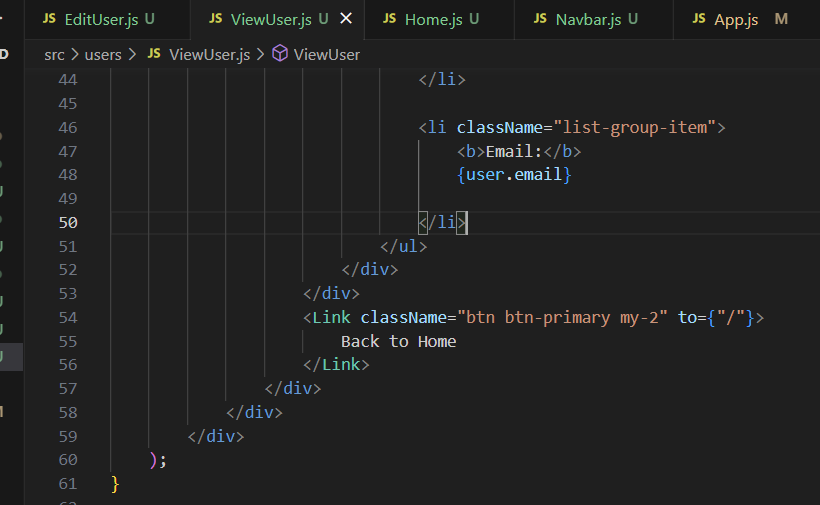 JS EditUser.js U JS ViewUser.js U JS Home.js U JS Navbar.js U JS App.js M
src > users > JS ViewUser.js > ViewUser
44 </li>
45
46 <li className="list-group-item">
47 <b>Email:</b>
48 {user.email}
49
50 </li>
51 </ul>
52 </div>
53 </div>
54 <Link className="btn btn-primary my-2" to={"/"}>
55 Back to Home
56 </Link>
57 </div>
58 </div>
59 </div>
60 );
61 }